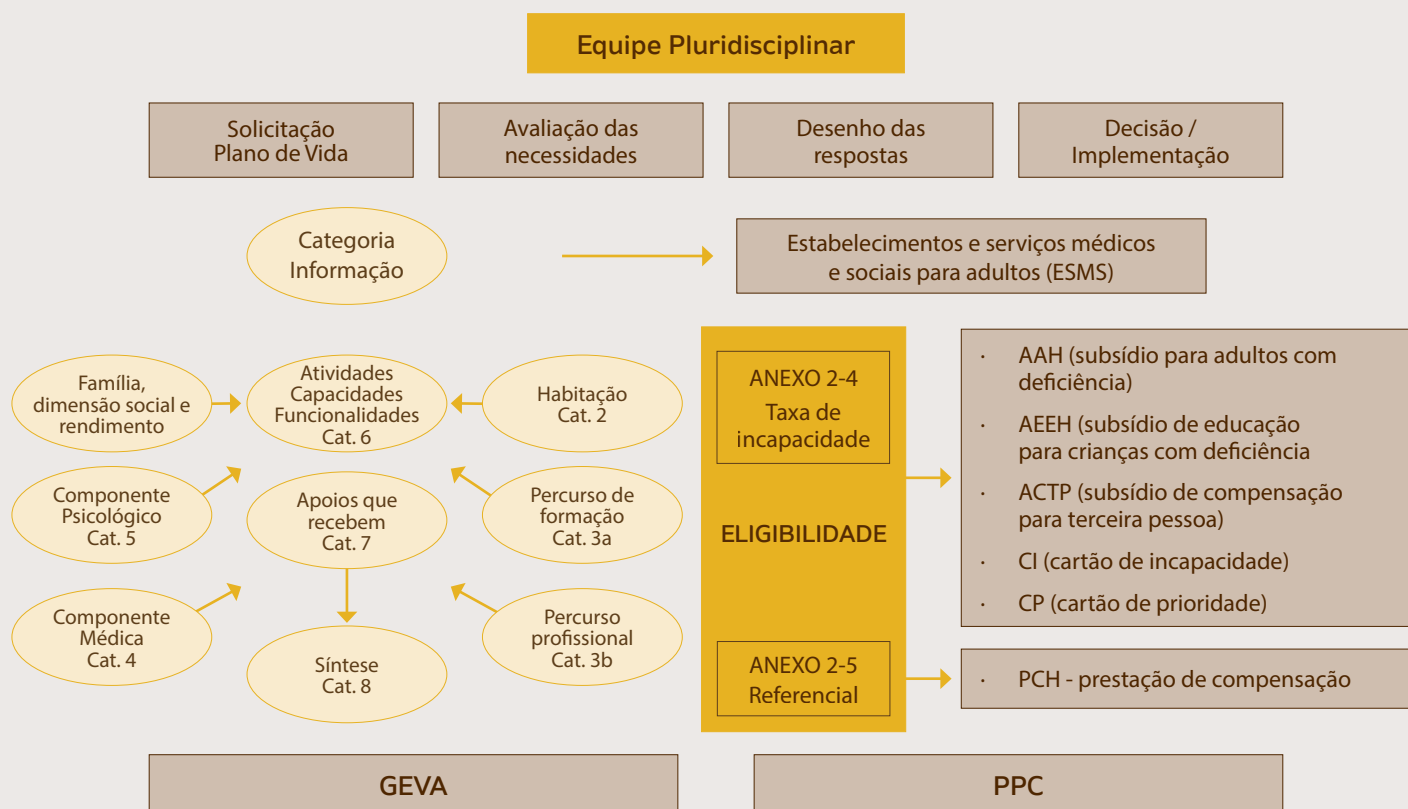 Equipe Pluridisciplinar
Solicitação
Plano de Vida
Avaliação das
necessidades
Desenho das
respostas
Decisão /
Implementação
Categoria
Informação
Estabelecimentos e serviços médicos
e sociais para adultos (ESMS)
Família,
dimensão social e
rendimento
Atividades
Capacidades
Funcionalidades
Cat. 6
Habitação
Cat. 2
Componente
Psicológico
Cat. 5
Apoios que
recebem
Cat. 7
Percurso de
formação
Cat. 3a
Componente
Médica
Cat. 4
Síntese
Cat. 8
Percurso
profissional
Cat. 3b
ANEXO 2-4
Taxa de
incapacidade
ELIGIBILIDADE
ANEXO 2-5
Referencial
· AAH (subsídio para adultos com
deficiência)
· AEEH (subsídio de educação
para crianças com deficiência
· ACTP (subsídio de compensação
para terceira pessoa)
· CI (cartão de incapacidade)
· CP (cartão de prioridade)
· PCH - prestação de compensação
GEVA
PPC